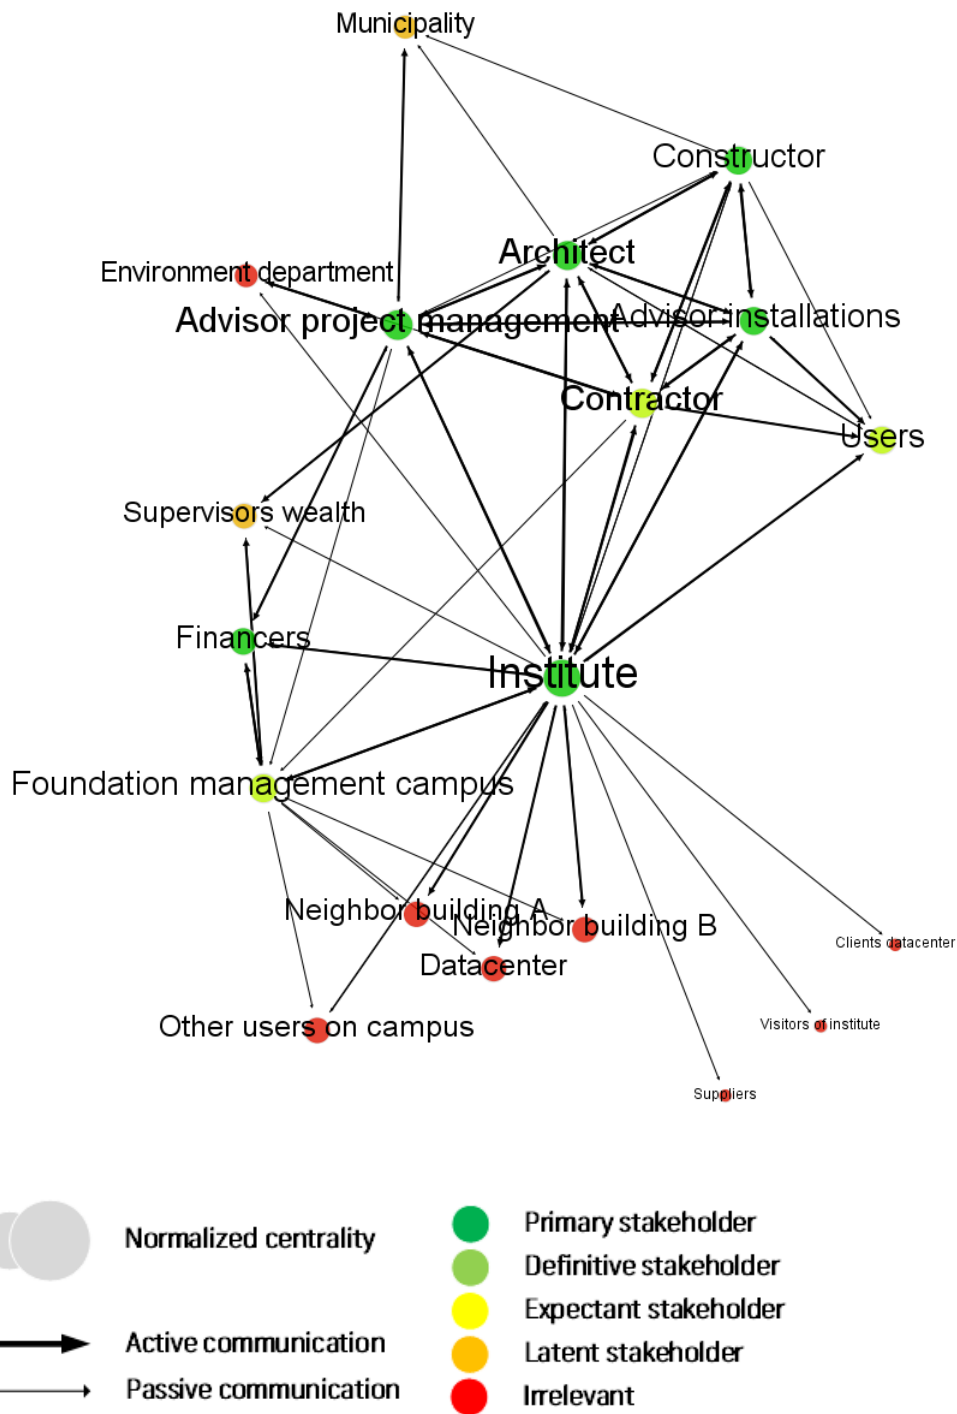 Municipality
Constructor
Architect
Environment department
Advisor project management
Advisor installations
Contractor
Users
Supervisors wealth
Financers
Institute
Foundation management campus
Neighbor building A
Neighbor building B
Clients datacenter
Datacenter
Other users on campus
Visitors of institute
Suppliers
Normalized centrality
Active communication
Passive communication
Primary stakeholder
Definitive stakeholder
Expectant stakeholder
Latent stakeholder
Irrelevant